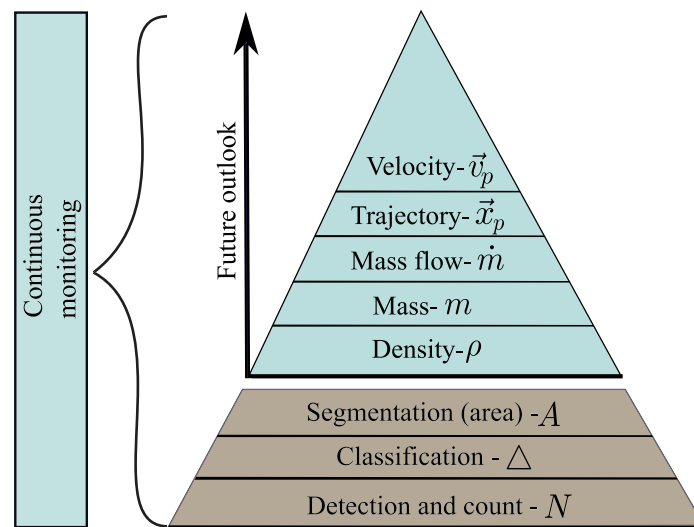 Continuous
monitoring
Future outlook
Velocity- $\vec{v}_p$
Trajectory- $\vec{x}_p$
Mass flow- $\dot{m}$
Mass- $m$
Density- $\rho$
Segmentation (area) - $A$
Classification - $\triangle$
Detection and count - $N$